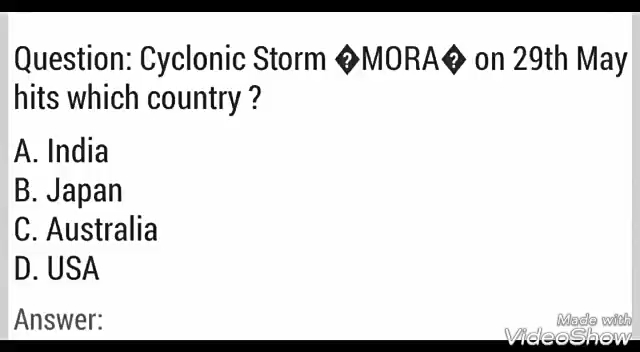 Question: Cyclonic Storm �MORA� on 29th May
hits which country ?
A. India
B. Japan
C. Australia
D. USA
Answer:
Made with
VideoShow